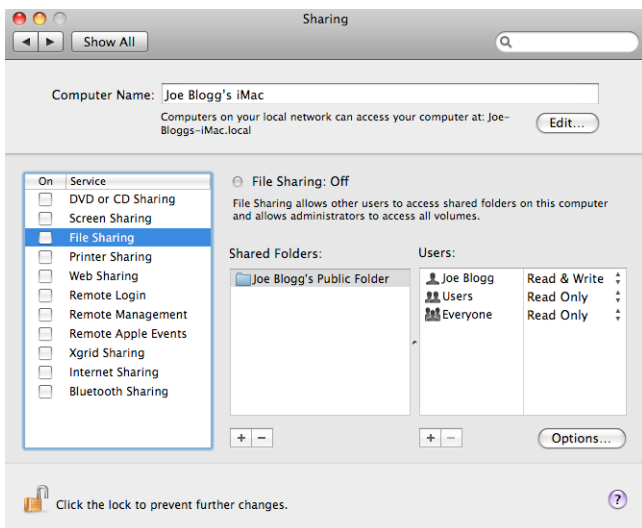 Sharing
Show All
Computer Name: Joe Blogg's iMac
Computers on your local network can access your computer at: Joe-
Bloggs-iMac.local
Edit...
On Service
DVD or CD Sharing
Screen Sharing
File Sharing
Printer Sharing
Web Sharing
Remote Login
Remote Management
Remote Apple Events
Xgrid Sharing
Internet Sharing
Bluetooth Sharing
File Sharing: Off
File Sharing allows other users to access shared folders on this computer
and allows administrators to access all volumes.
Shared Folders:
Joe Blogg's Public Folder
Users:
Joe Blogg Read & Write
Users Read Only
Everyone Read Only
+ −
+ −
Options...
Click the lock to prevent further changes.
?